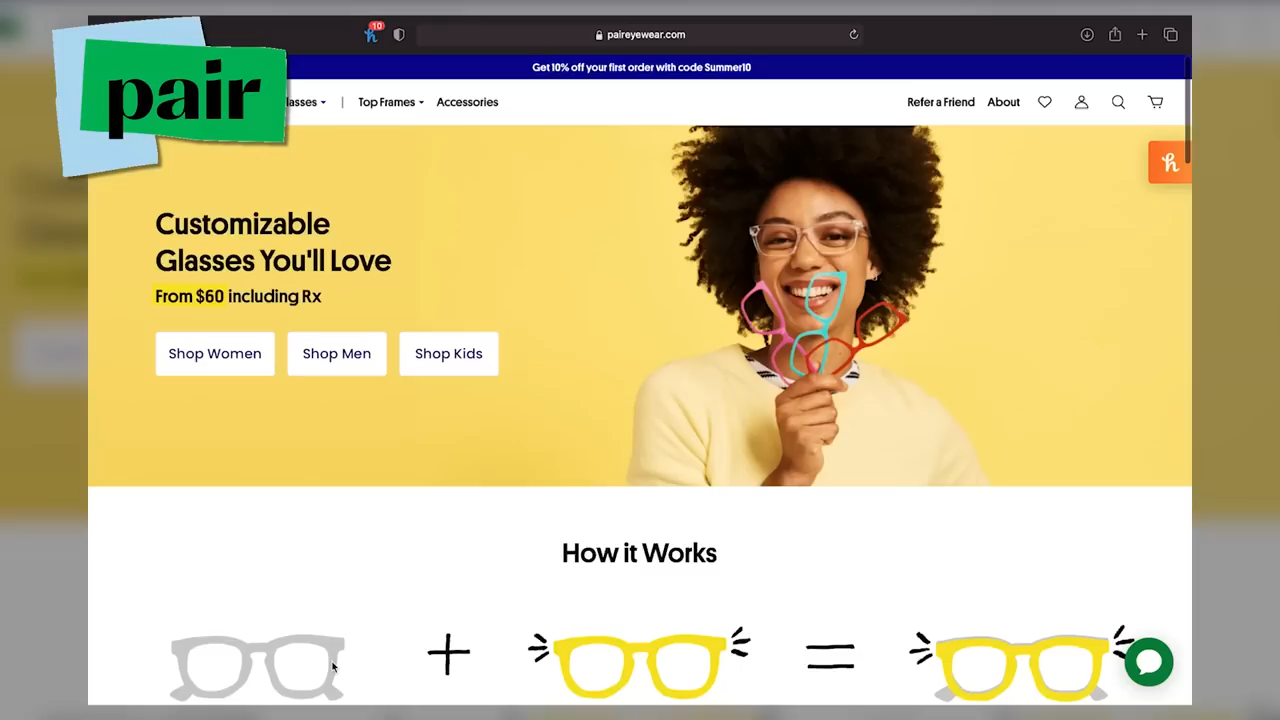 pair
10
h
paireyewear.com
Get 10% off your first order with code Summer10
lasses
Top Frames
Accessories
Refer a Friend
About
h
Customizable
Glasses You'll Love
From $60 including Rx
Shop Women
Shop Men
Shop Kids
How it Works
+
=